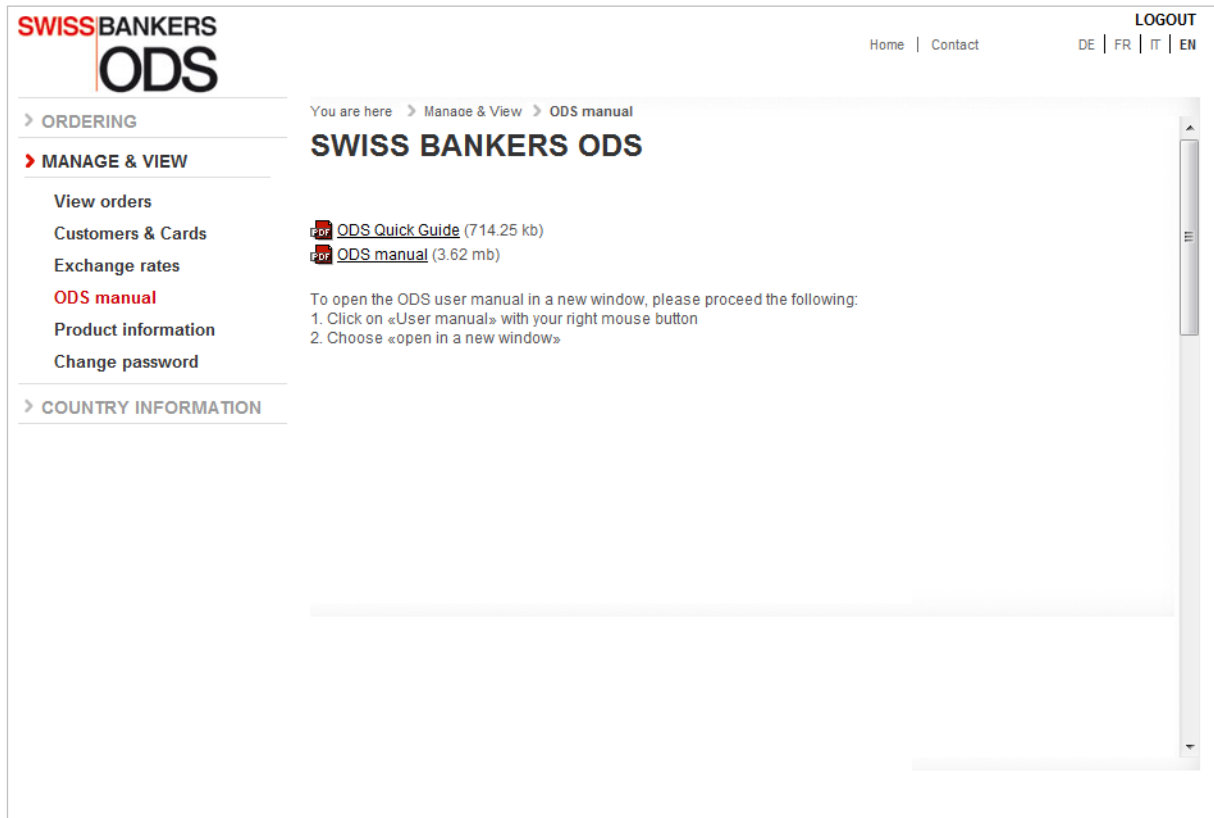 SWISSBANKERS
ODS
LOGOUT
Home | Contact
DE | FR | IT | EN
ORDERING
MANAGE & VIEW
View orders
Customers & Cards
Exchange rates
ODS manual
Product information
Change password
COUNTRY INFORMATION
You are here > Manage & View > ODS manual
SWISS BANKERS ODS
PDF ODS Quick Guide (714.25 kb)
PDF ODS manual (3.62 mb)
To open the ODS user manual in a new window, please proceed the following:
1. Click on «User manual» with your right mouse button
2. Choose «open in a new window»